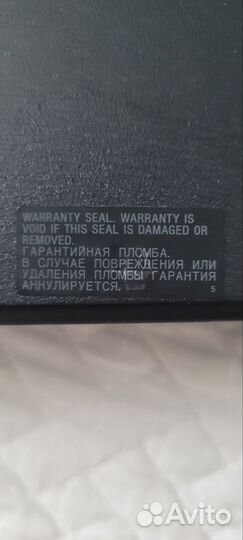 WARRANTY SEAL. WARRANTY IS
VOID IF THIS SEAL IS DAMAGED OR
REMOVED.
ГАРАНТИЙНАЯ ПЛОМБА.
В СЛУЧАЕ ПОВРЕЖДЕНИЯ ИЛИ
УДАЛЕНИЯ ПЛОМБЫ ГАРАНТИЯ
АННУЛИРУЕТСЯ. 5
Avito